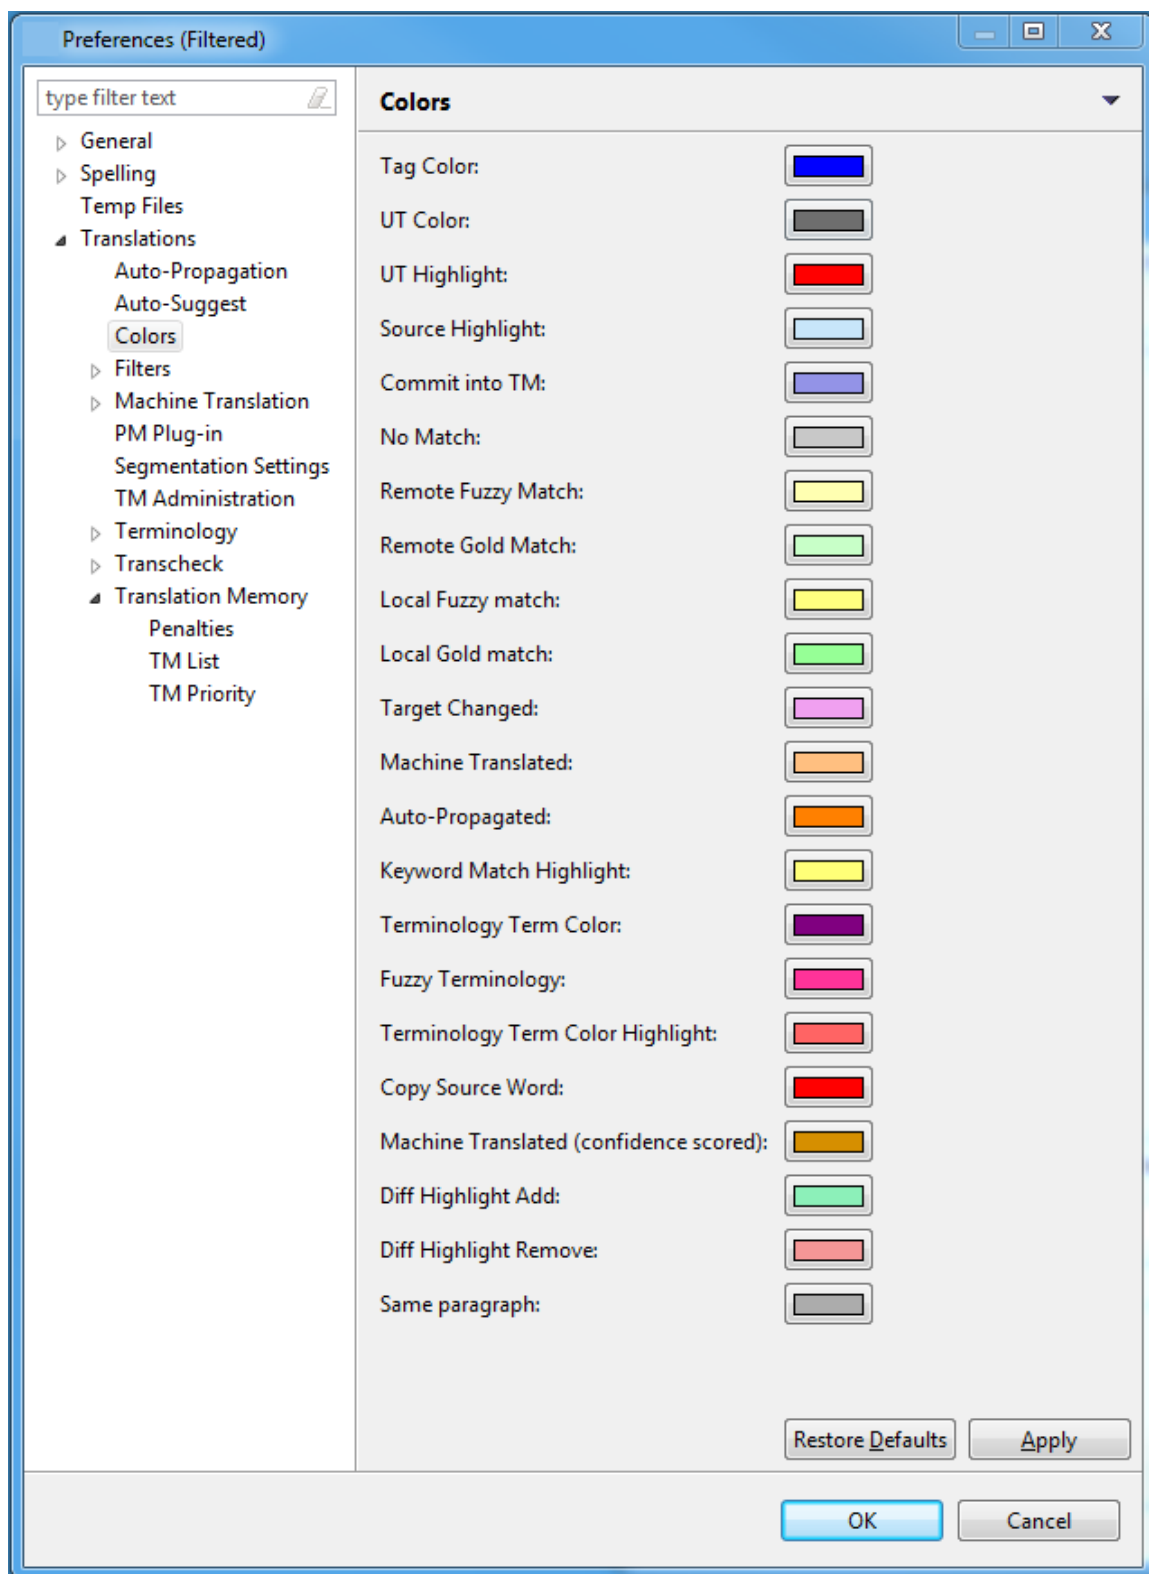 Preferences (Filtered)
type filter text
General
Spelling
Temp Files
Translations
Auto-Propagation
Auto-Suggest
Colors
Filters
Machine Translation
PM Plug-in
Segmentation Settings
TM Administration
Terminology
Transcheck
Translation Memory
Penalties
TM List
TM Priority
Colors
Tag Color:
UT Color:
UT Highlight:
Source Highlight:
Commit into TM:
No Match:
Remote Fuzzy Match:
Remote Gold Match:
Local Fuzzy match:
Local Gold match:
Target Changed:
Machine Translated:
Auto-Propagated:
Keyword Match Highlight:
Terminology Term Color:
Fuzzy Terminology:
Terminology Term Color Highlight:
Copy Source Word:
Machine Translated (confidence scored):
Diff Highlight Add:
Diff Highlight Remove:
Same paragraph:
Restore Defaults Apply
OK Cancel